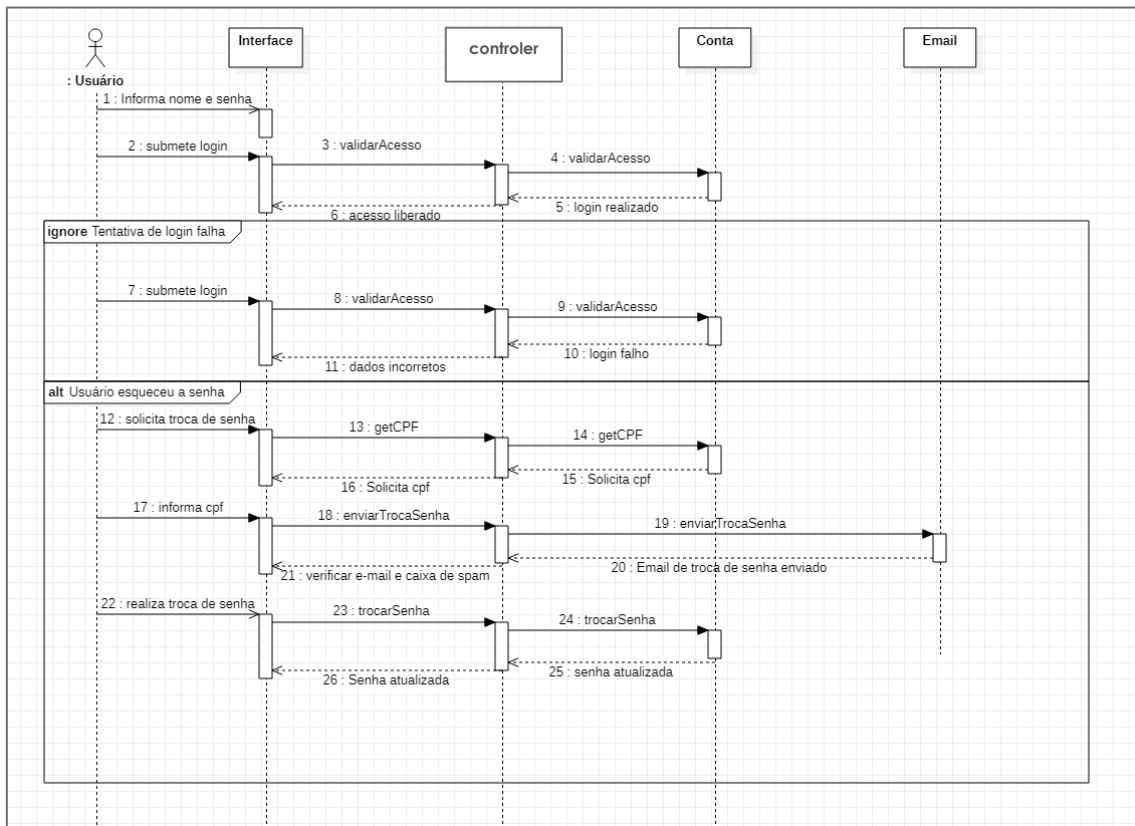 Interface
controler
Conta
Email
: Usuário
1 : Informa nome e senha
2 : submete login
3 : validarAcesso
4 : validarAcesso
5 : login realizado
6 : acesso liberado
ignore Tentativa de login falha
7 : submete login
8 : validarAcesso
9 : validarAcesso
10 : login falho
11 : dados incorretos
alt Usuário esqueceu a senha
12 : solicita troca de senha
13 : getCPF
14 : getCPF
15 : Solicita cpf
16 : Solicita cpf
17 : informa cpf
18 : enviarTrocaSenha
19 : enviarTrocaSenha
20 : Email de troca de senha enviado
21 : verificar e-mail e caixa de spam
22 : realiza troca de senha
23 : trocarSenha
24 : trocarSenha
25 : senha atualizada
26 : Senha atualizada